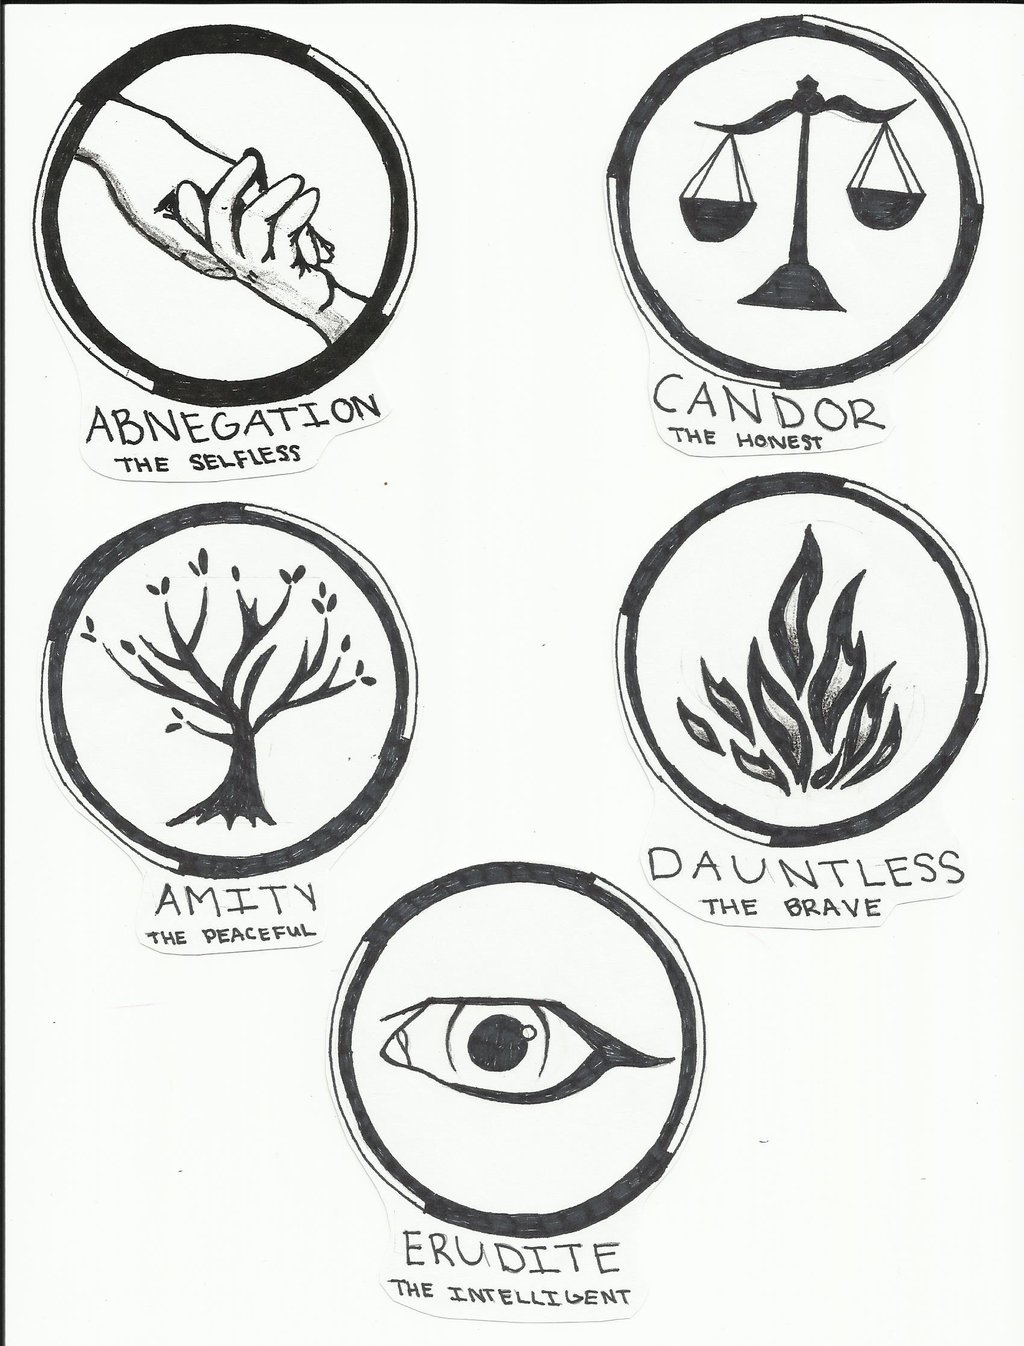 ABNEGATION
THE SELFLESS
CANDOR
THE HONEST
AMITY
THE PEACEFUL
DAUNTLESS
THE BRAVE
ERUDITE
THE INTELLIGENT